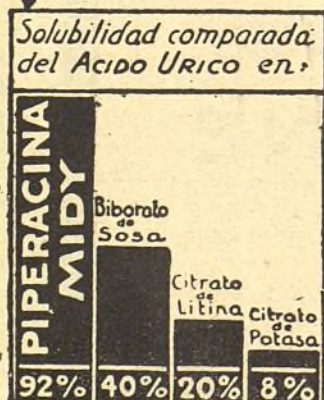 Solubilidad comparada
del ACIDO URICO en:
PIPERACINA
MIDY
Biborato
de
Sosa
Citrato
de
Litina
Citrato
de
Potasa
92% 40% 20% 8%